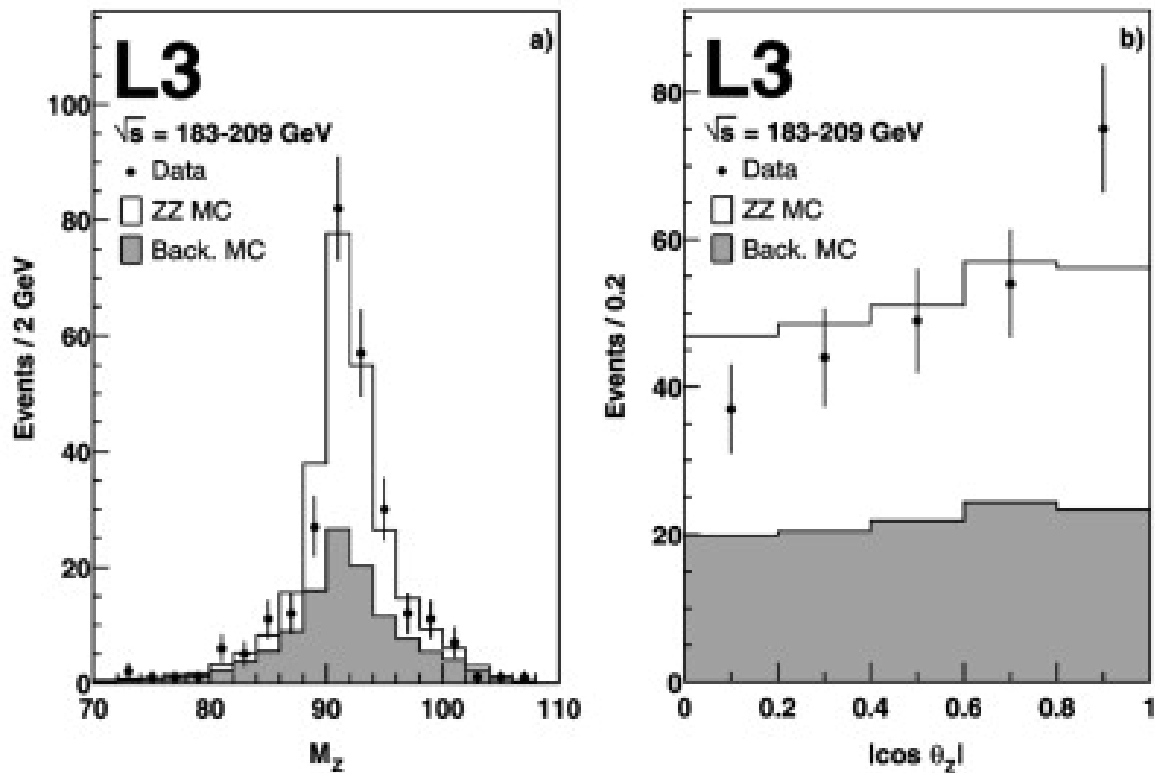 a)
L3
√s = 183-209 GeV
Data
ZZ MC
Back. MC
Events / 2 GeV
100
80
60
40
20
0
70 80 90 100 110
M_z
b)
L3
√s = 183-209 GeV
Data
ZZ MC
Back. MC
Events / 0.2
80
60
40
20
0
0 0.2 0.4 0.6 0.8 1
|cos θ_z|